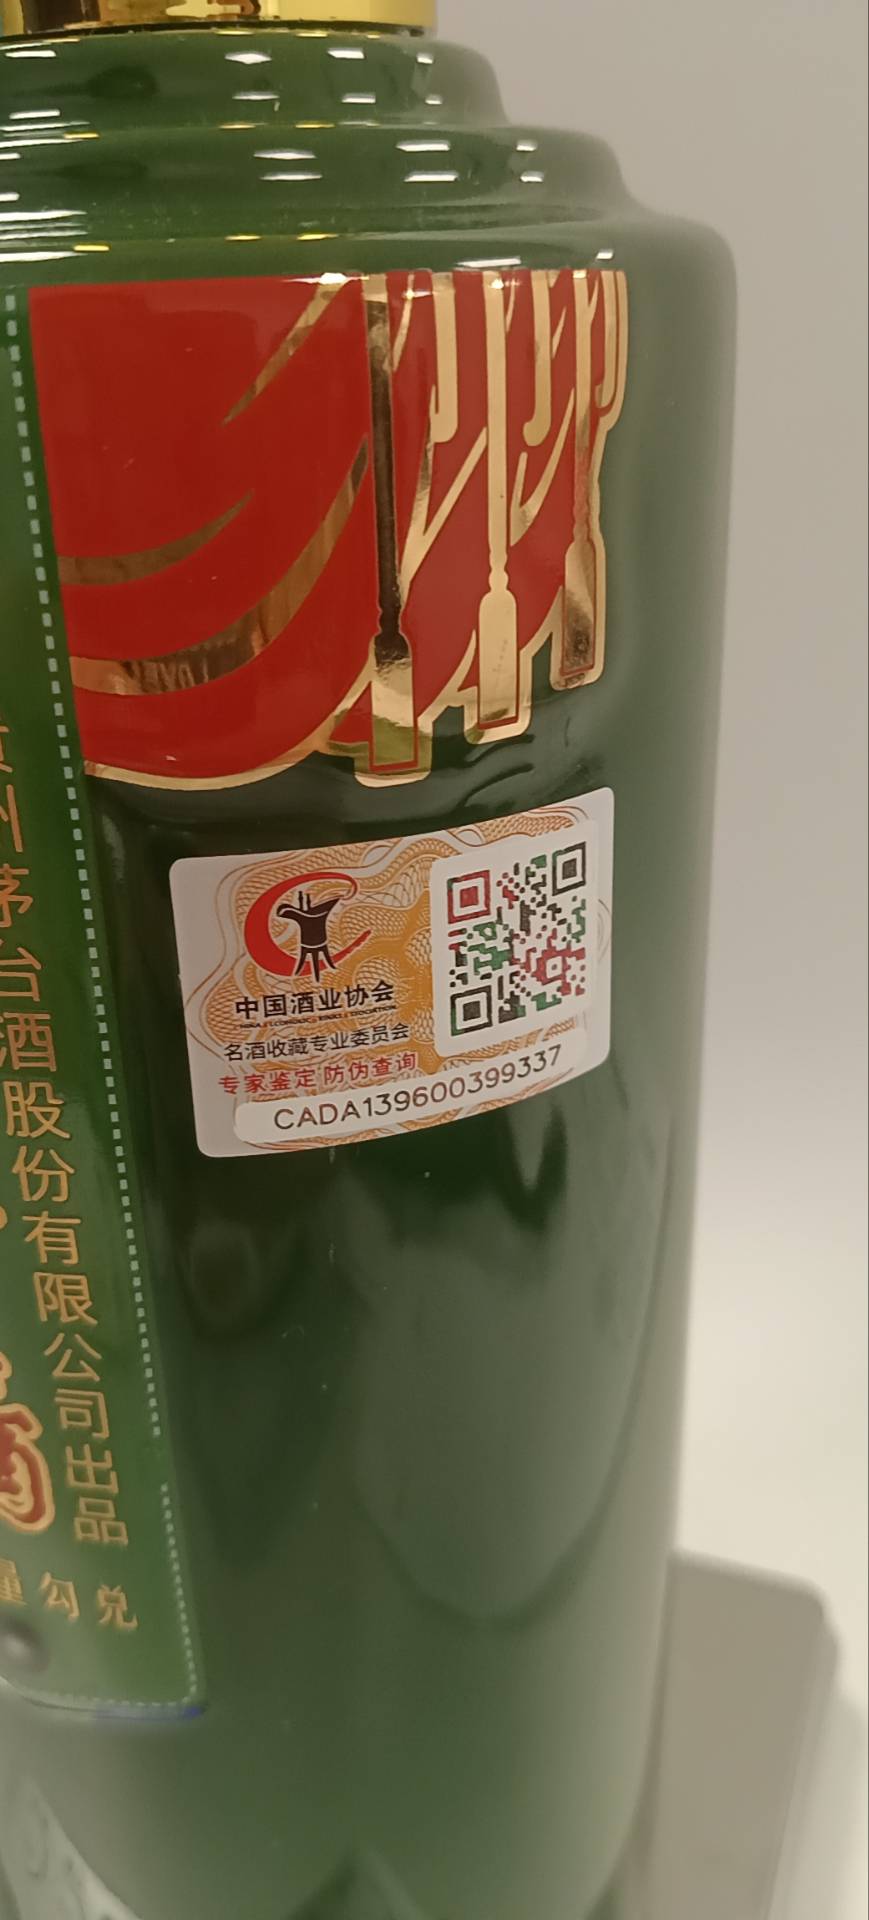 州茅台酒股份有限公司出品
酒
量勾兑
中国酒业协会
名酒收藏专业委员会
专家鉴定 防伪查询
CADA139600399337